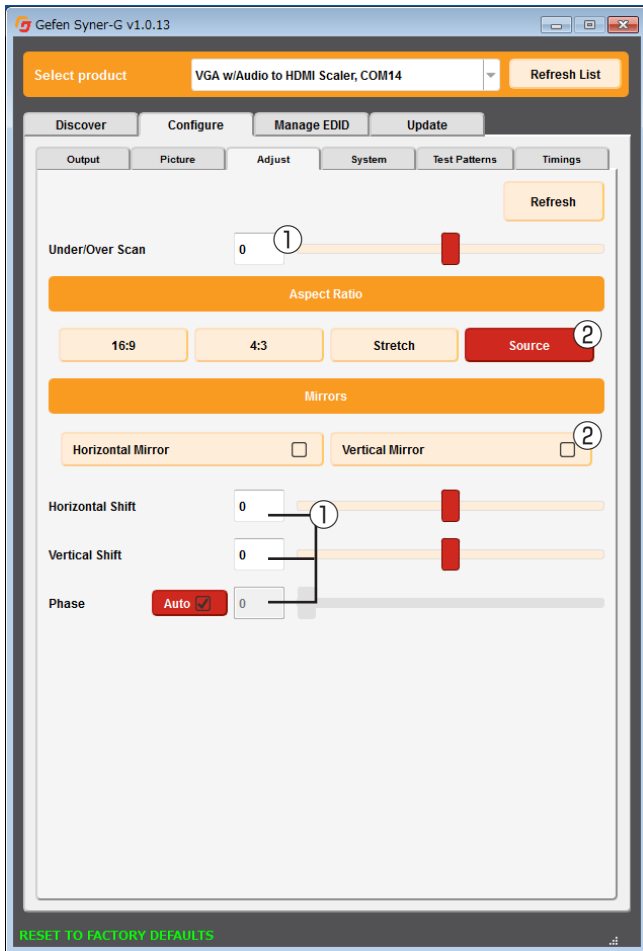 Gefen Syner-G v1.0.13
Select product VGA w/Audio to HDMI Scaler, COM14 Refresh List
Discover Configure Manage EDID Update
Output Picture Adjust System Test Patterns Timings
Refresh
Under/Over Scan 0 ①
Aspect Ratio
16:9 4:3 Stretch Source ②
Mirrors
②
Horizontal Mirror Vertical Mirror
Horizontal Shift 0 ①
Vertical Shift 0
Phase Auto 0
RESET TO FACTORY DEFAULTS